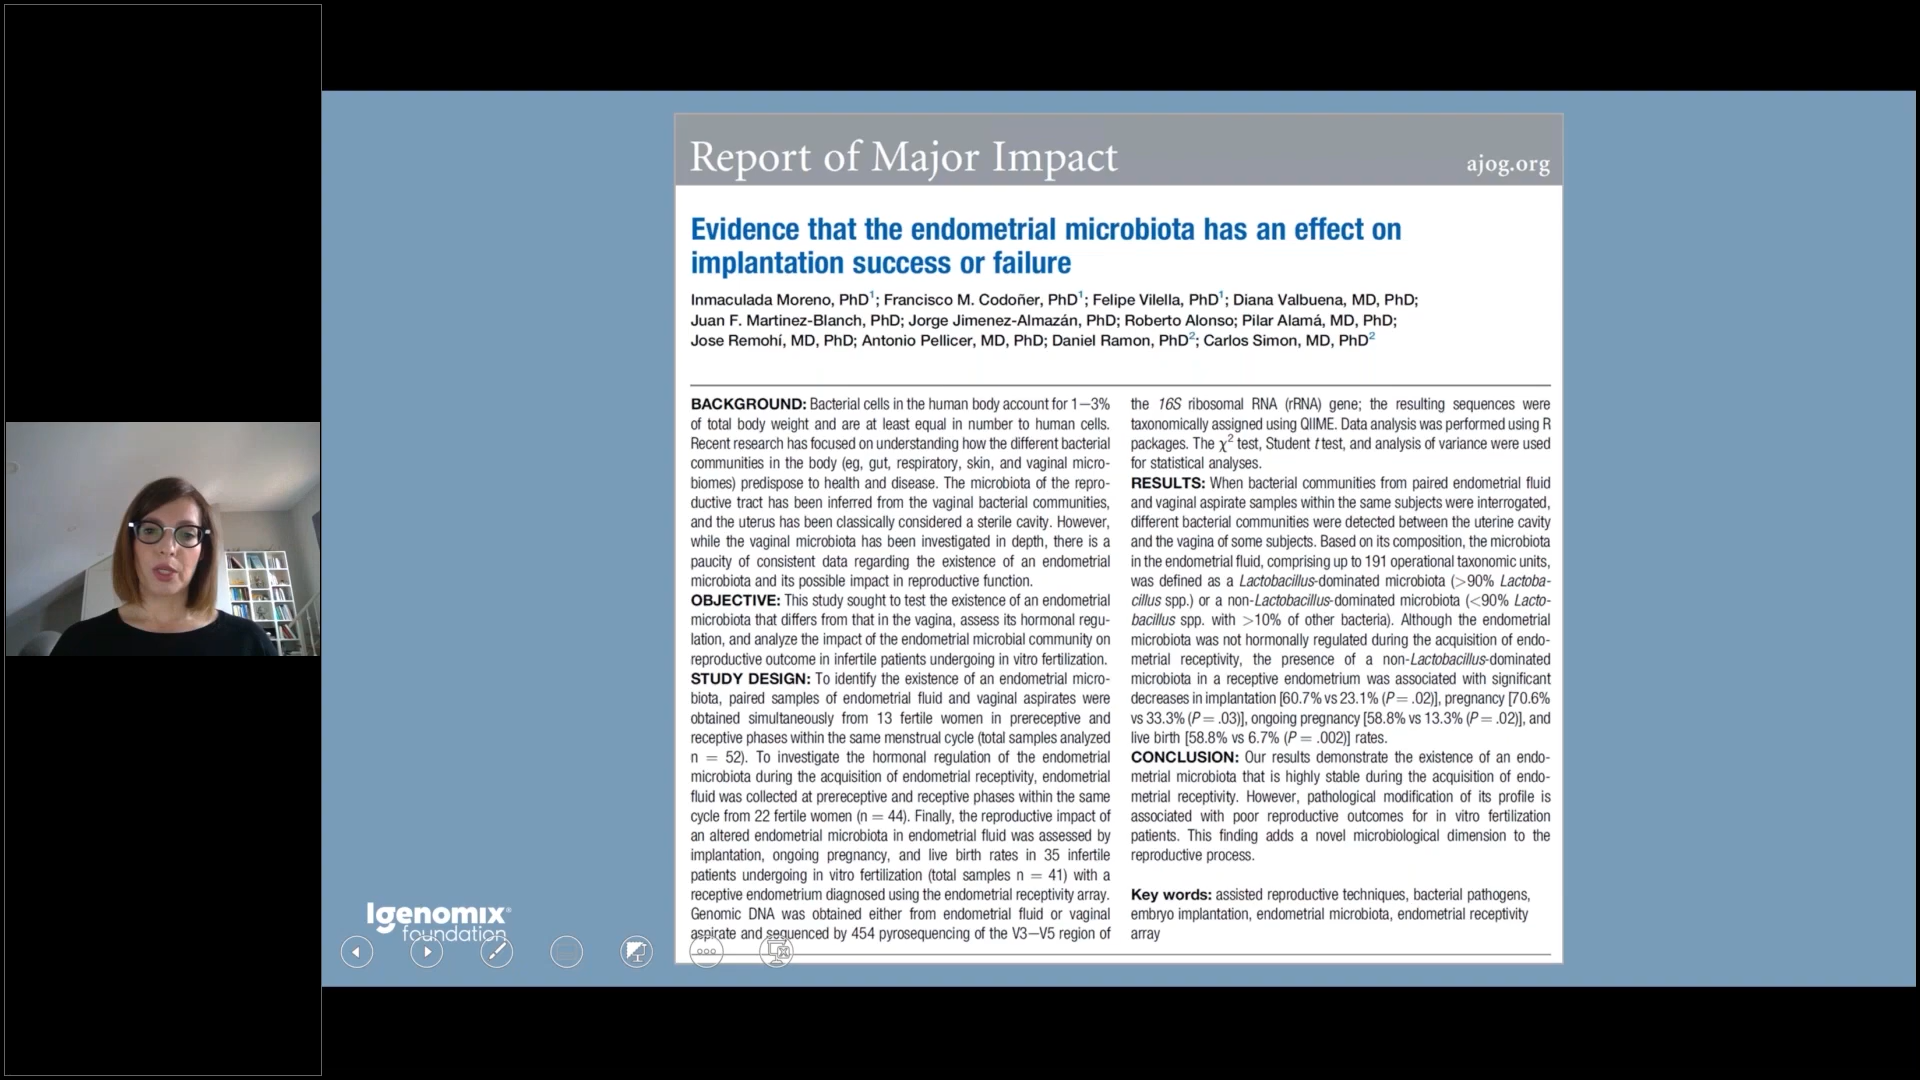 Report of Major Impact
ajog.org
Evidence that the endometrial microbiota has an effect on
implantation success or failure
Inmaculada Moreno, PhD1; Francisco M. Codoñer, PhD1; Felipe Vilella, PhD1; Diana Valbuena, MD, PhD;
Juan F. Martinez-Blanch, PhD; Jorge Jimenez-Almazán, PhD; Roberto Alonso; Pilar Alamá, MD, PhD;
Jose Remohí, MD, PhD; Antonio Pellicer, MD, PhD; Daniel Ramon, PhD2; Carlos Simon, MD, PhD2
BACKGROUND: Bacterial cells in the human body account for 1—3%
of total body weight and are at least equal in number to human cells.
Recent research has focused on understanding how the different bacterial
communities in the body (eg, gut, respiratory, skin, and vaginal micro-
biomes) predispose to health and disease. The microbiota of the repro-
ductive tract has been inferred from the vaginal bacterial communities,
and the uterus has been classically considered a sterile cavity. However,
while the vaginal microbiota has been investigated in depth, there is a
paucity of consistent data regarding the existence of an endometrial
microbiota and its possible impact in reproductive function.
OBJECTIVE: This study sought to test the existence of an endometrial
microbiota that differs from that in the vagina, assess its hormonal regu-
lation, and analyze the impact of the endometrial microbial community on
reproductive outcome in infertile patients undergoing in vitro fertilization.
STUDY DESIGN: To identify the existence of an endometrial micro-
biota, paired samples of endometrial fluid and vaginal aspirates were
obtained simultaneously from 13 fertile women in prereceptive and
receptive phases within the same menstrual cycle (total samples analyzed
n = 52). To investigate the hormonal regulation of the endometrial
microbiota during the acquisition of endometrial receptivity, endometrial
fluid was collected at prereceptive and receptive phases within the same
cycle from 22 fertile women (n = 44). Finally, the reproductive impact of
an altered endometrial microbiota in endometrial fluid was assessed by
implantation, ongoing pregnancy, and live birth rates in 35 infertile
patients undergoing in vitro fertilization (total samples n = 41) with a
receptive endometrium diagnosed using the endometrial receptivity array.
Genomic DNA was obtained either from endometrial fluid or vaginal
aspirate and sequenced by 454 pyrosequencing of the V3—V5 region of
the 16S ribosomal RNA (rRNA) gene; the resulting sequences were
taxonomically assigned using QIIME. Data analysis was performed using R
packages. The χ2 test, Student t test, and analysis of variance were used
for statistical analyses.
RESULTS: When bacterial communities from paired endometrial fluid
and vaginal aspirate samples within the same subjects were interrogated,
different bacterial communities were detected between the uterine cavity
and the vagina of some subjects. Based on its composition, the microbiota
in the endometrial fluid, comprising up to 191 operational taxonomic units,
was defined as a Lactobacillus-dominated microbiota (>90% Lactoba-
cillus spp.) or a non-Lactobacillus-dominated microbiota (<90% Lacto-
bacillus spp. with >10% of other bacteria). Although the endometrial
microbiota was not hormonally regulated during the acquisition of endo-
metrial receptivity, the presence of a non-Lactobacillus-dominated
microbiota in a receptive endometrium was associated with significant
decreases in implantation [60.7% vs 23.1% (P = .02)], pregnancy [70.6%
vs 33.3% (P = .03)], ongoing pregnancy [58.8% vs 13.3% (P = .02)], and
live birth [58.8% vs 6.7% (P = .002)] rates.
CONCLUSION: Our results demonstrate the existence of an endo-
metrial microbiota that is highly stable during the acquisition of endo-
metrial receptivity. However, pathological modification of its profile is
associated with poor reproductive outcomes for in vitro fertilization
patients. This finding adds a novel microbiological dimension to the
reproductive process.
Key words: assisted reproductive techniques, bacterial pathogens,
embryo implantation, endometrial microbiota, endometrial receptivity
array
Igenomix
foundation